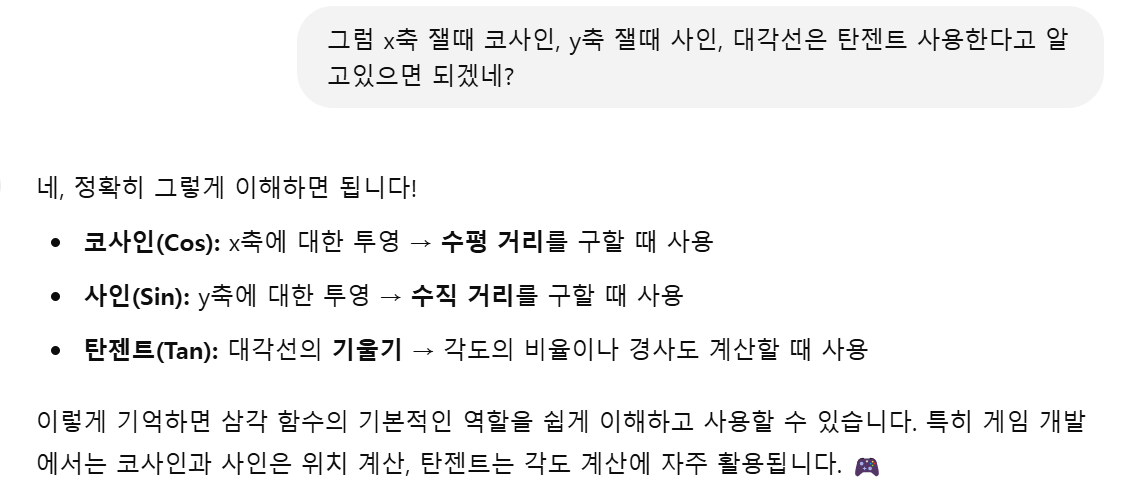 그럼 x축 잴때 코사인, y축 잴때 사인, 대각선은 탄젠트 사용한다고 알
고있으면 되겠네?
네, 정확히 그렇게 이해하면 됩니다!
• 코사인(Cos): x축에 대한 투영 → 수평 거리를 구할 때 사용
• 사인(Sin): y축에 대한 투영 → 수직 거리를 구할 때 사용
• 탄젠트(Tan): 대각선의 기울기 → 각도의 비율이나 경사도 계산할 때 사용
이렇게 기억하면 삼각 함수의 기본적인 역할을 쉽게 이해하고 사용할 수 있습니다. 특히 게임 개발
에서는 코사인과 사인은 위치 계산, 탄젠트는 각도 계산에 자주 활용됩니다. 🎮